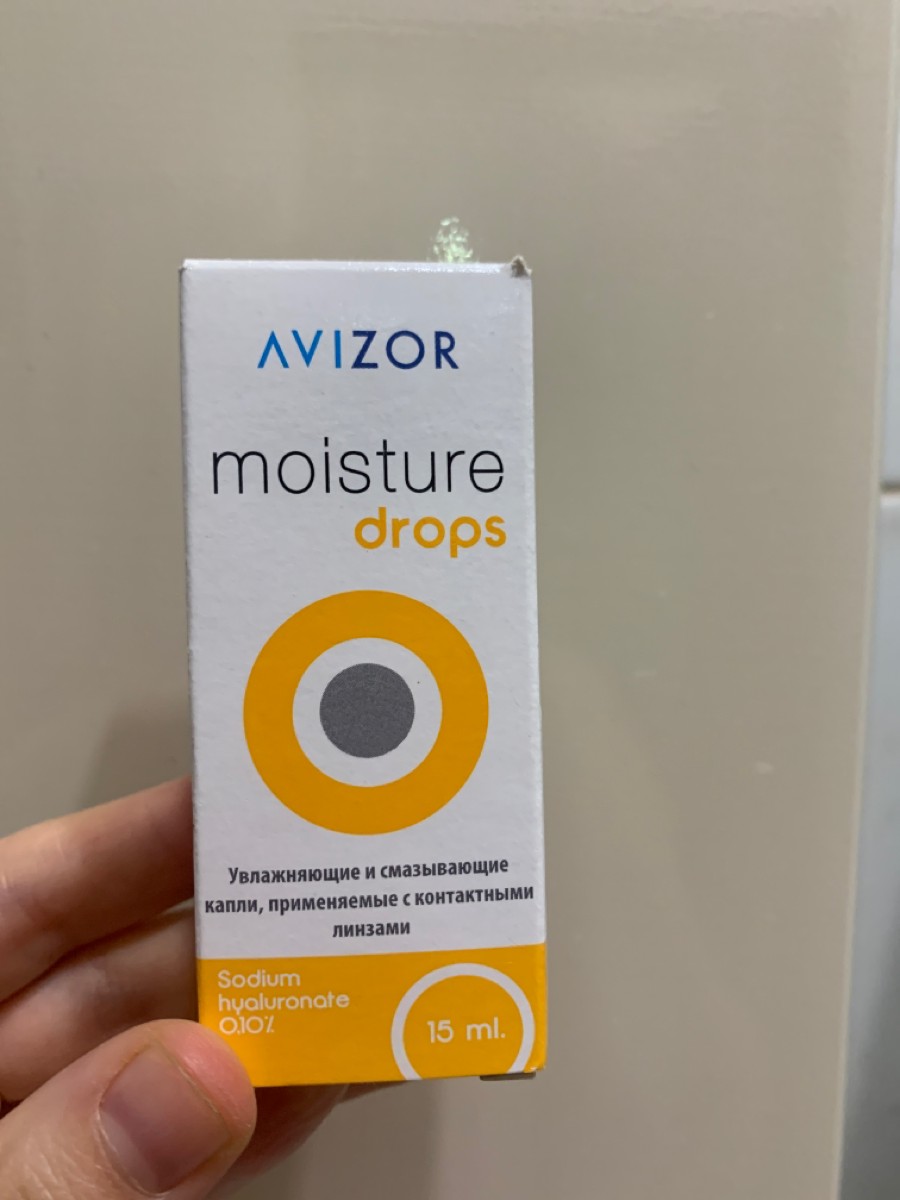 AVIZOR
moisture
drops
Увлажняющие и смазывающие
капли, применяемые с контактными
линзами
Sodium
hyaluronate
0,10%
15 ml.